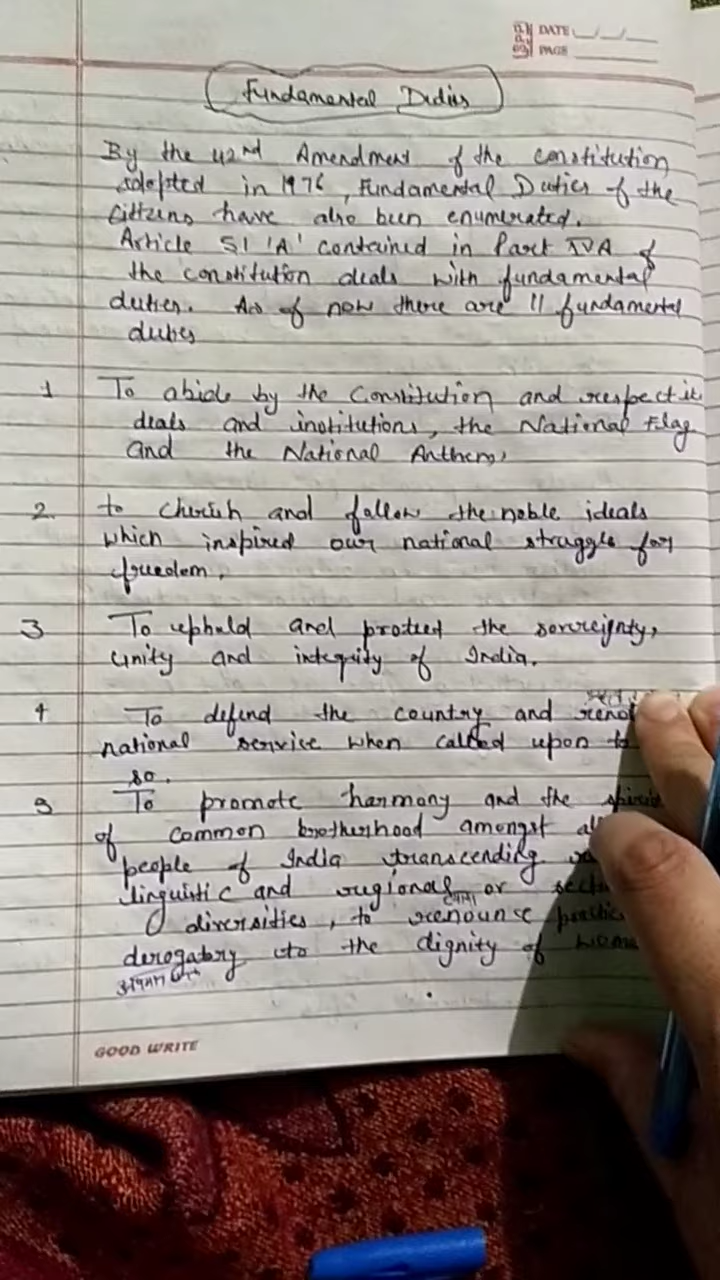 DATE
PAGE
Fundamental Duties
By the 42nd Amendment of the constitution
adopted in 1976, Fundamental Duties of the
Citizens have also been enumerated.
Article 51 'A' contained in Part IVA of
the constitution deals with fundamental
duties. As of now there are 11 fundamental
duties
1 To abide by the Constitution and respect it
deals and institutions, the National Flag
and the National Anthem,
2. to cherish and follow the noble ideals
which inspired our national struggle for
freedom.
3 To uphold and protect the sovereignty,
unity and integrity of India.
4 To defend the country and
national service when called upon to
so.
5 To promote harmony and the spirit
of common brotherhood amongst
people of India transcending
linguistic and regional or
त्याग
diversities, to renounce
derogatory to the dignity of
GOOD WRITE